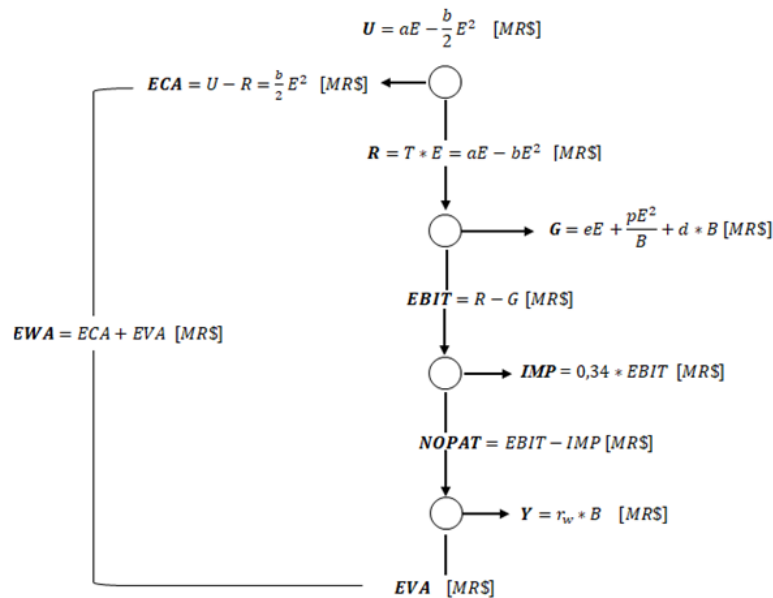 U = aE − b/2 E² [MR$]
ECA = U − R = b/2 E² [MR$]
R = T * E = aE − bE² [MR$]
G = eE + pE²/B + d * B [MR$]
EBIT = R − G [MR$]
EWA = ECA + EVA [MR$]
IMP = 0,34 * EBIT [MR$]
NOPAT = EBIT − IMP [MR$]
Y = r_w * B [MR$]
EVA [MR$]